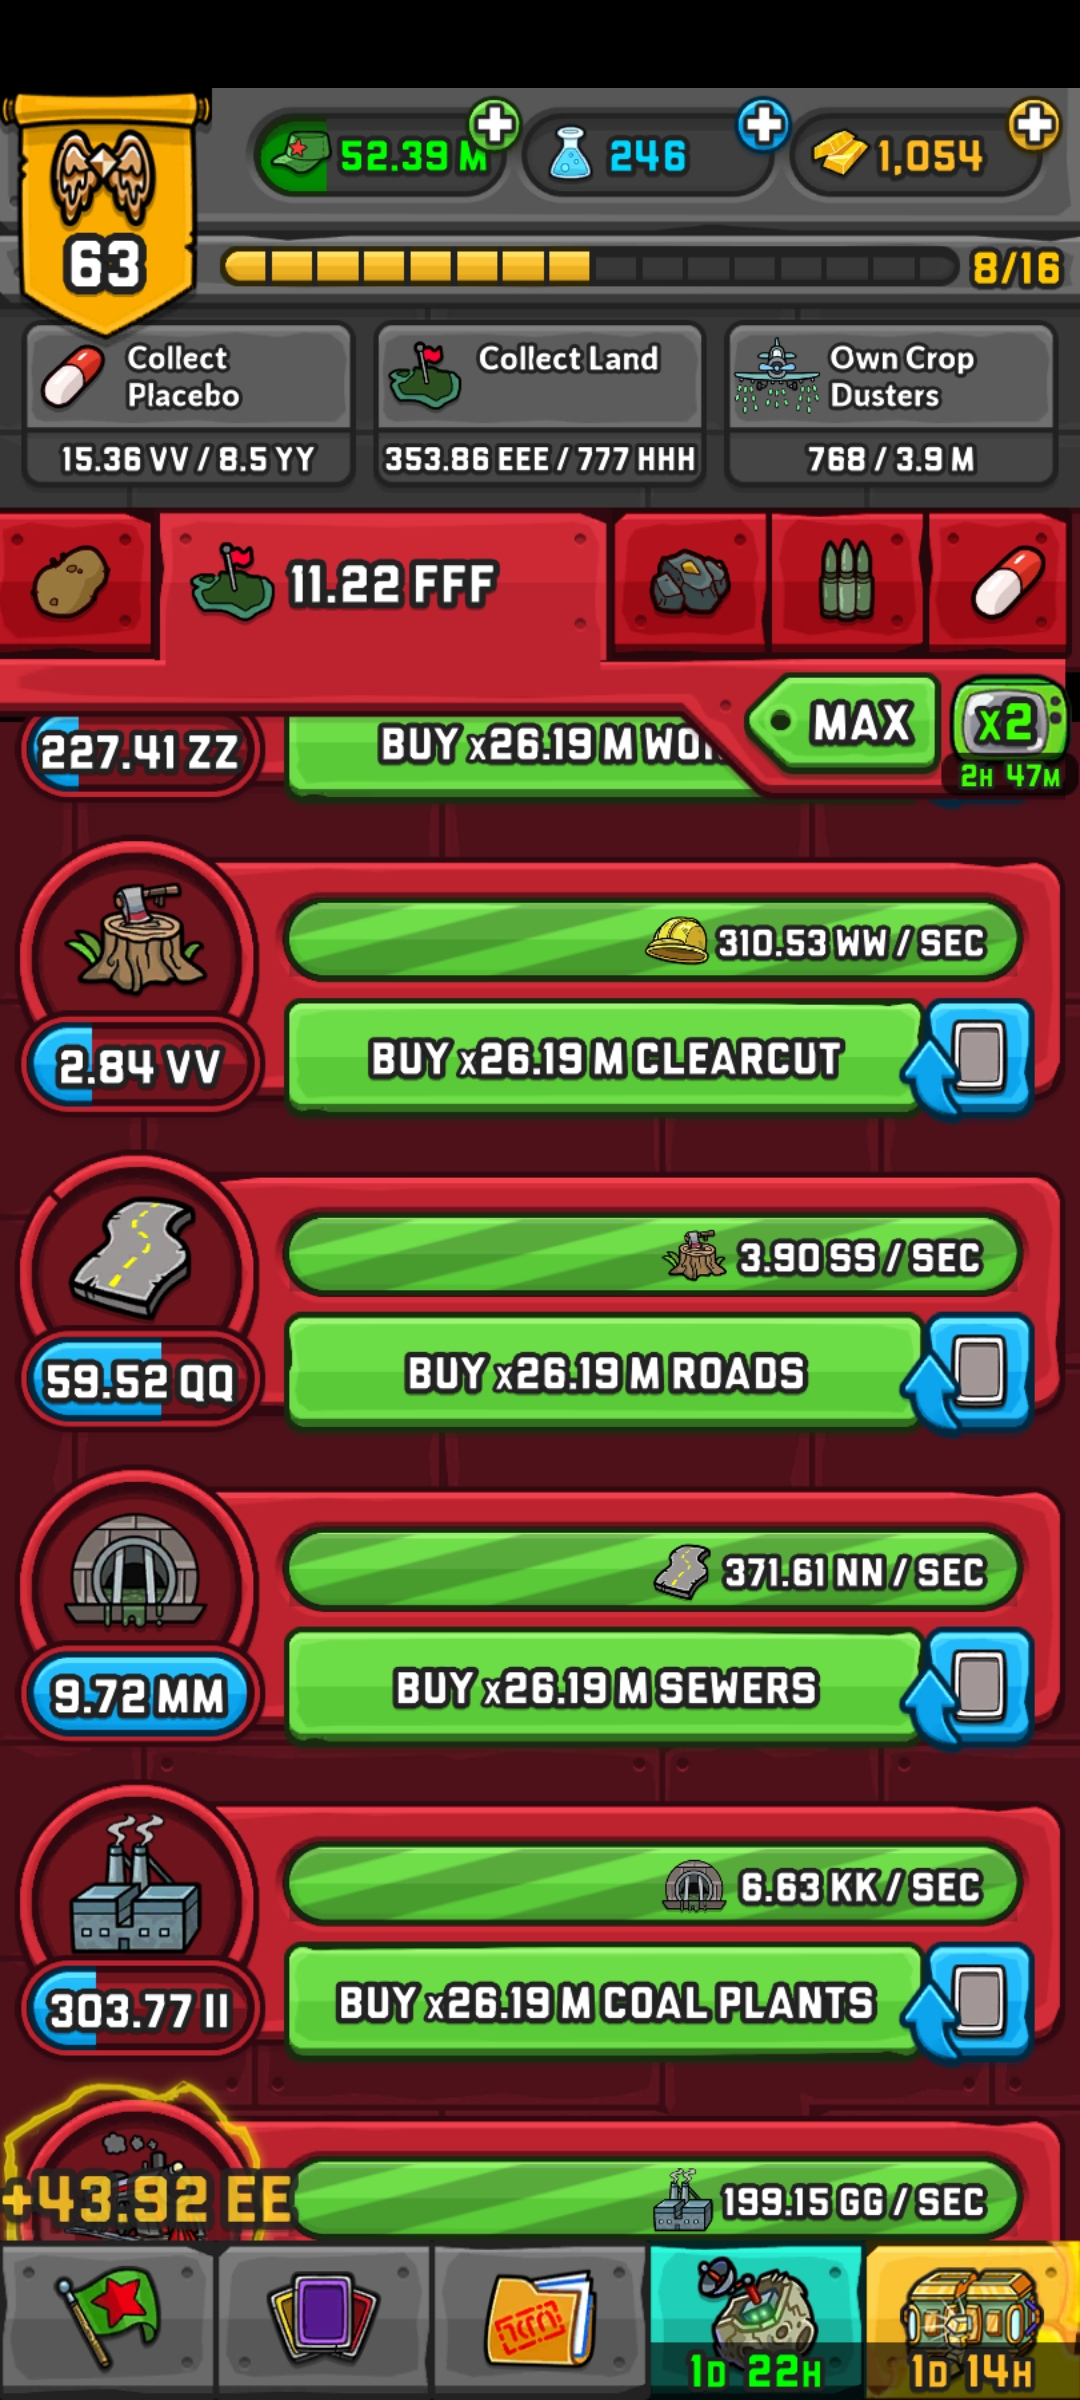 52.39 M
246
1,054
63
8/16
Collect
Placebo
15.36 VV / 8.5 YY
Collect Land
353.86 EEE / 777 HHH
Own Crop
Dusters
768 / 3.9 M
11.22 FFF
MAX
x2
2H 47M
227.41 ZZ
BUY x26.19 M
310.53 WW / SEC
2.84 VV
BUY x26.19 M CLEARCUT
3.90 SS / SEC
59.52 QQ
BUY x26.19 M ROADS
371.61 NN / SEC
9.72 MM
BUY x26.19 M SEWERS
6.63 KK / SEC
303.77 II
BUY x26.19 M COAL PLANTS
+43.92 EE
199.15 GG / SEC
1D 22H
1D 14H